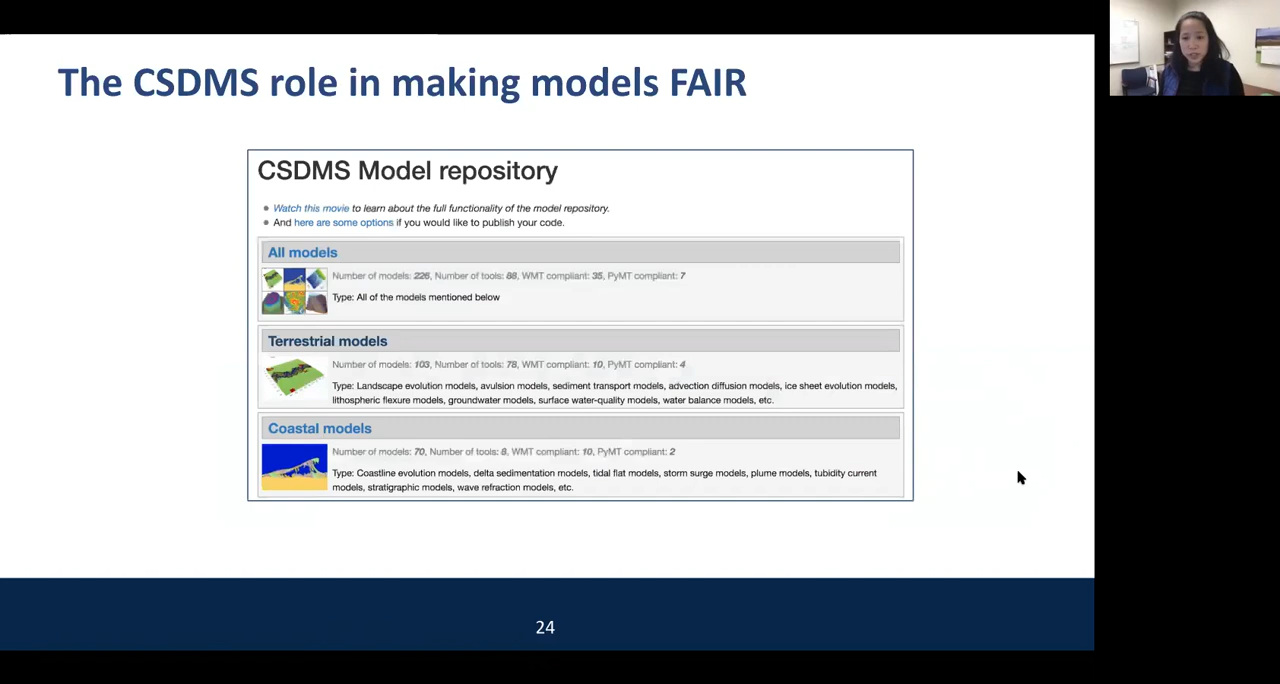 The CSDMS role in making models FAIR
CSDMS Model repository
Watch this movie to learn about the full functionality of the model repository.
And here are some options if you would like to publish your code.
All models
Number of models: 226, Number of tools: 88, WMT compliant: 35, PyMT compliant: 7
Type: All of the models mentioned below
Terrestrial models
Number of models: 103, Number of tools: 78, WMT compliant: 10, PyMT compliant: 4
Type: Landscape evolution models, avulsion models, sediment transport models, advection diffusion models, ice sheet evolution models,
lithospheric flexure models, groundwater models, surface water-quality models, water balance models, etc.
Coastal models
Number of models: 70, Number of tools: 8, WMT compliant: 10, PyMT compliant: 2
Type: Coastline evolution models, delta sedimentation models, tidal flat models, storm surge models, plume models, tubidity current
models, stratigraphic models, wave refraction models, etc.
24